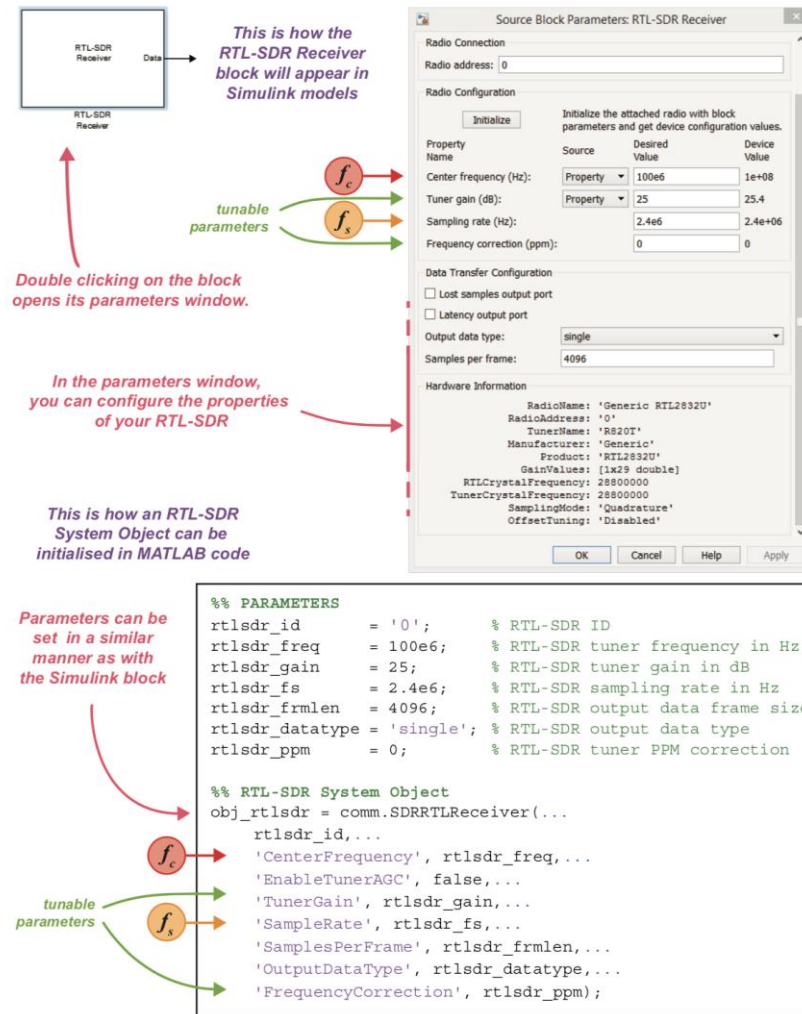 RTL-SDR
Receiver
Data
RTL-SDR
Receiver
This is how the
RTL-SDR Receiver
block will appear in
Simulink models
Double clicking on the block
opens its parameters window.
In the parameters window,
you can configure the properties
of your RTL-SDR
tunable
parameters
fc
fs
Source Block Parameters: RTL-SDR Receiver
Radio Connection
Radio address: 0
Radio Configuration
Initialize
Initialize the attached radio with block
parameters and get device configuration values.
Property
Name
Source
Desired
Value
Device
Value
Center frequency (Hz): Property 100e6 1e+08
Tuner gain (dB): Property 25 25.4
Sampling rate (Hz): 2.4e6 2.4e+06
Frequency correction (ppm): 0 0
Data Transfer Configuration
Lost samples output port
Latency output port
Output data type: single
Samples per frame: 4096
Hardware Information
RadioName: 'Generic RTL2832U'
RadioAddress: '0'
TunerName: 'R820T'
Manufacturer: 'Generic'
Product: 'RTL2832U'
GainValues: [1x29 double]
RTLCrystalFrequency: 28800000
TunerCrystalFrequency: 28800000
SamplingMode: 'Quadrature'
OffsetTuning: 'Disabled'
OK Cancel Help Apply
This is how an RTL-SDR
System Object can be
initialised in MATLAB code
Parameters can be
set in a similar
manner as with
the Simulink block
%% PARAMETERS
rtlsdr_id = '0'; % RTL-SDR ID
rtlsdr_freq = 100e6; % RTL-SDR tuner frequency in Hz
rtlsdr_gain = 25; % RTL-SDR tuner gain in dB
rtlsdr_fs = 2.4e6; % RTL-SDR sampling rate in Hz
rtlsdr_frmlen = 4096; % RTL-SDR output data frame size
rtlsdr_datatype = 'single'; % RTL-SDR output data type
rtlsdr_ppm = 0; % RTL-SDR tuner PPM correction
%% RTL-SDR System Object
obj_rtlsdr = comm.SDRRTLReceiver(...
rtlsdr_id,...
'CenterFrequency', rtlsdr_freq,...
'EnableTunerAGC', false,...
'TunerGain', rtlsdr_gain,...
'SampleRate', rtlsdr_fs,...
'SamplesPerFrame', rtlsdr_frmlen,...
'OutputDataType', rtlsdr_datatype,...
'FrequencyCorrection', rtlsdr_ppm);
fc
tunable
parameters
fs